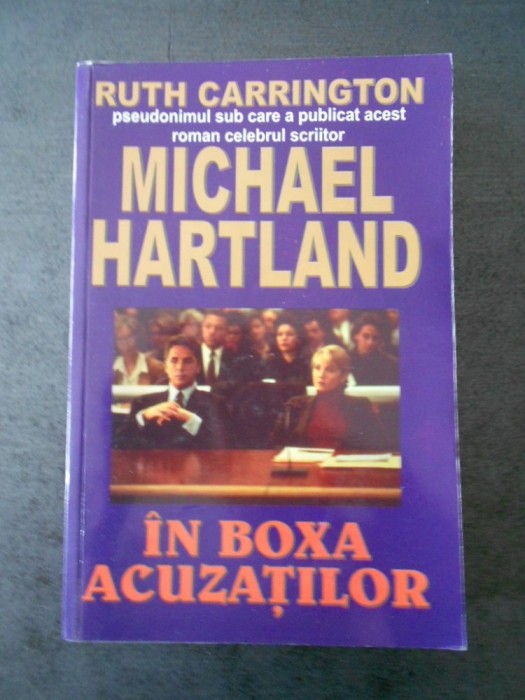 RUTH CARRINGTON
pseudonimul sub care a publicat acest
roman celebrul scriitor
MICHAEL
HARTLAND
ÎN BOXA
ACUZAȚILOR